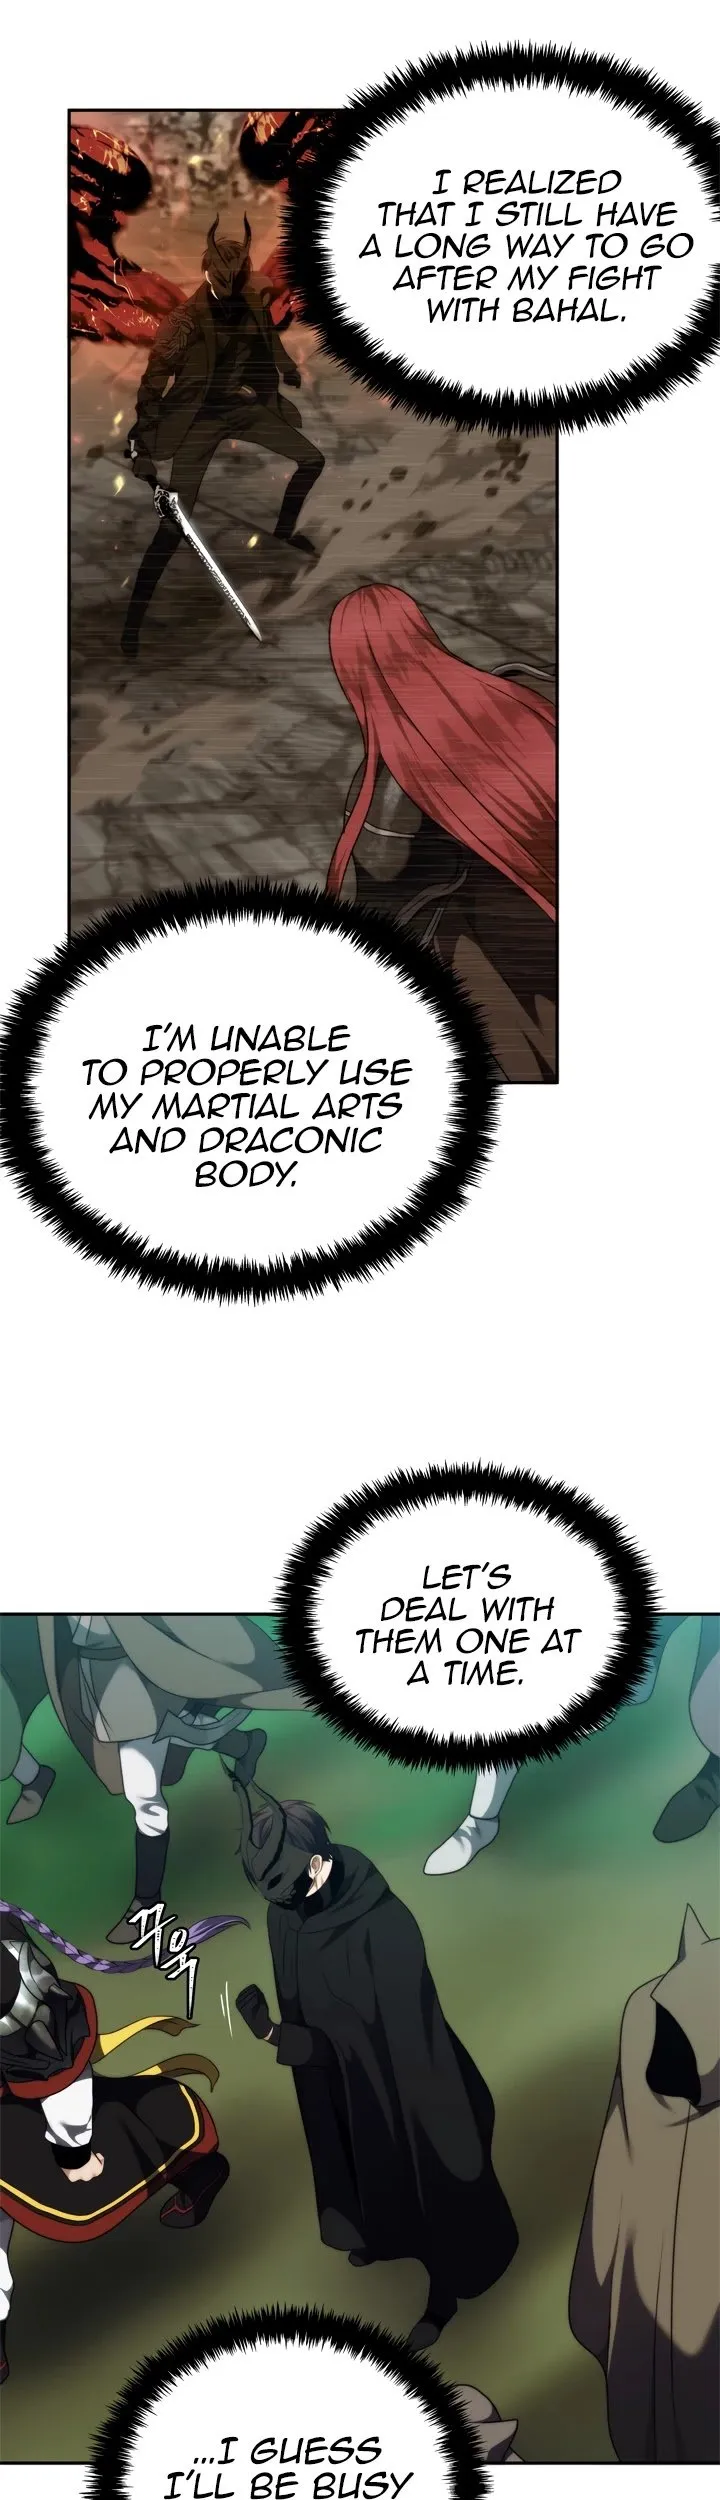 I REALIZED
THAT I STILL HAVE
A LONG WAY TO GO
AFTER MY FIGHT
WITH BAHAL.
I'M UNABLE
TO PROPERLY USE
MY MARTIAL ARTS
AND DRACONIC
BODY.
LET'S
DEAL WITH
THEM ONE AT
A TIME.
꾸욱
...I GUESS
I'LL BE BUSY